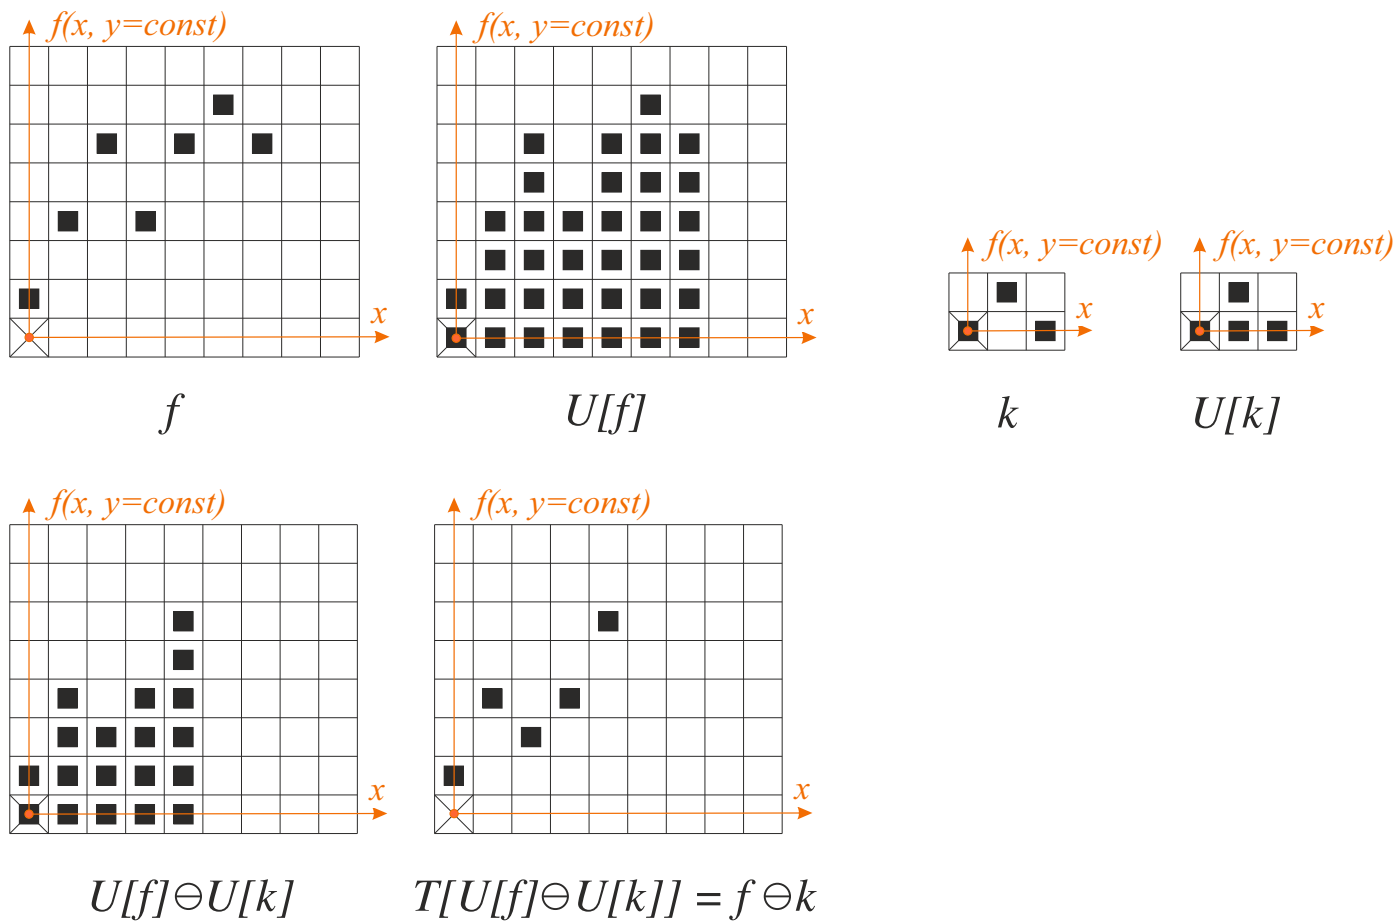 f(x, y=const)
f(x, y=const)
x
x
f(x, y=const)
f(x, y=const)
x
x
f
U[f]
k
U[k]
f(x, y=const)
f(x, y=const)
x
x
U[f]⊖U[k]
T[U[f]⊖U[k]] = f ⊖k